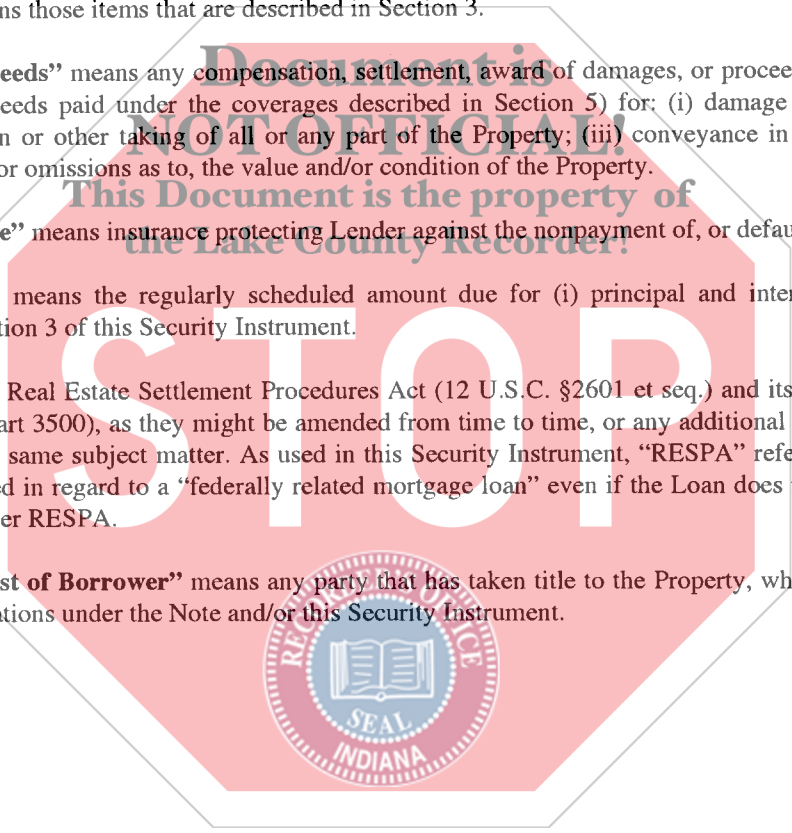 ns those items that are described in Section 3.
Document is
eeds” means any compensation, settlement, award of damages, or procee
eeds paid under the coverages described in Section 5) for: (i) damage
NOT OFFICIAL!
n or other taking of all or any part of the Property; (iii) conveyance in
or omissions as to, the value and/or condition of the Property.
This Document is the property of
the Lake County Recorder!
e” means insurance protecting Lender against the nonpayment of, or defau
means the regularly scheduled amount due for (i) principal and inter
tion 3 of this Security Instrument.
STOP
Real Estate Settlement Procedures Act (12 U.S.C. §2601 et seq.) and its
art 3500), as they might be amended from time to time, or any additional
same subject matter. As used in this Security Instrument, “RESPA” refe
d in regard to a “federally related mortgage loan” even if the Loan does
er RESPA.
st of Borrower” means any party that has taken title to the Property, wh
ations under the Note and/or this Security Instrument.
RECORDER'S OFFICE
SEAL
INDIANA